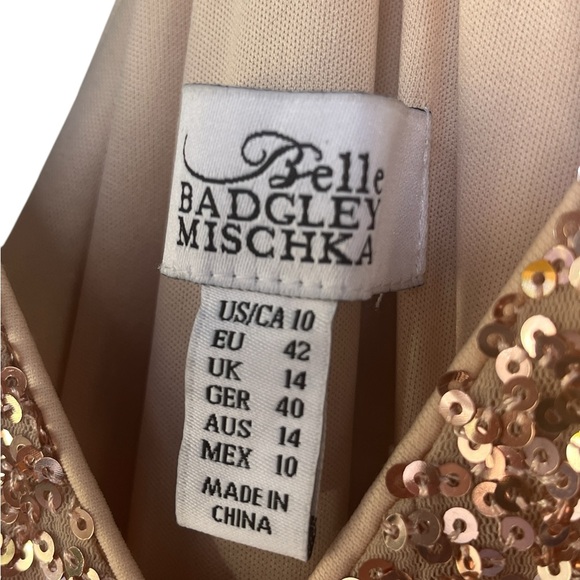 Belle
BADGLEY
MISCHKA
US/CA 10
EU 42
UK 14
GER 40
AUS 14
MEX 10
MADE IN
CHINA